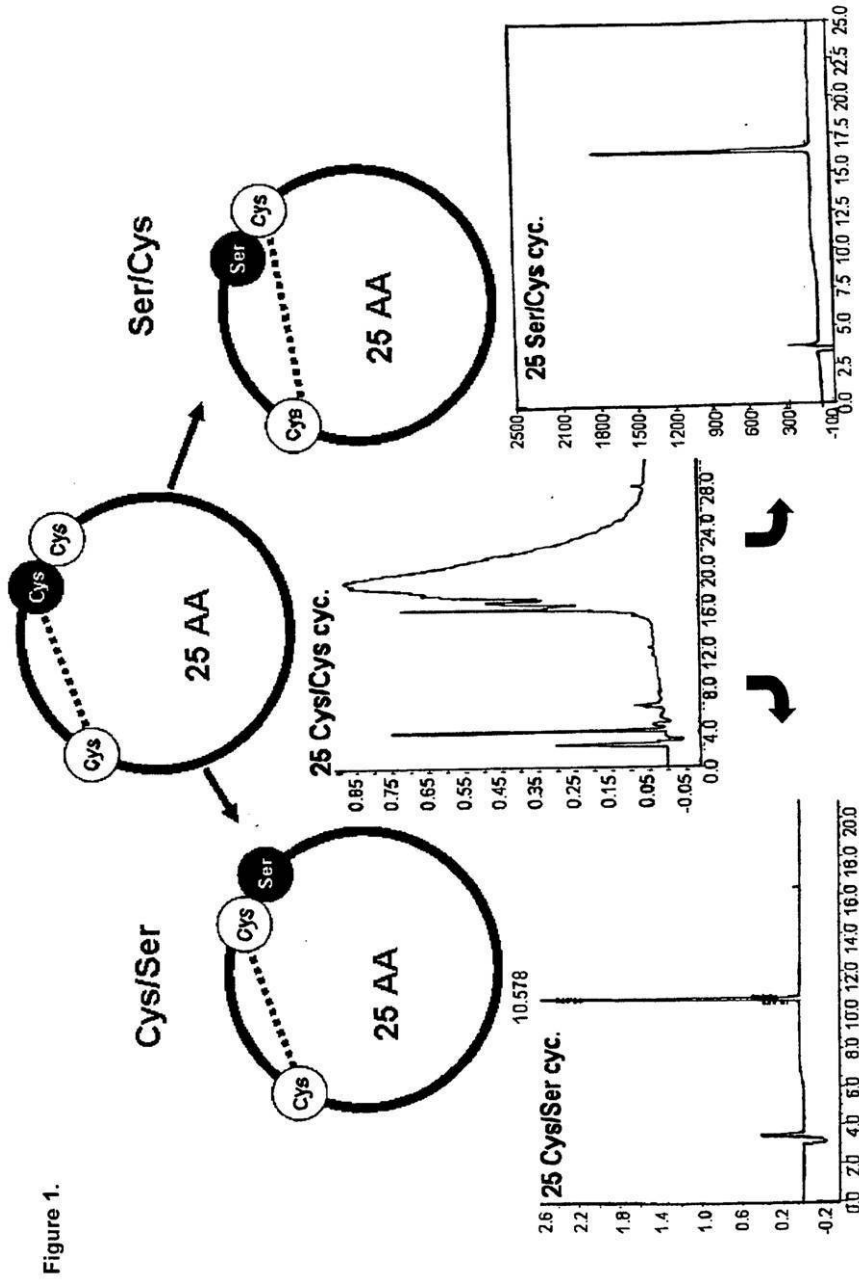 Figure 1.
Cys/Ser
Ser/Cys
Cys
Cys
Ser
25 AA
Cys
Cys
Cys
25 AA
Cys
Ser
Cys
25 AA
25 Cys/Ser cyc.
10.578
2.6
2.2
1.8
1.4
1.0
0.6
0.2
-0.2
0.0 2.0 4.0 6.0 8.0 10.0 12.0 14.0 16.0 18.0 20.0
25 Cys/Cys cyc.
0.85
0.75
0.65
0.55
0.45
0.35
0.25
0.15
0.05
-0.05
0.0 4.0 8.0 12.0 16.0 20.0 24.0 28.0
25 Ser/Cys cyc.
2500
2100
1800
1500
1200
900
600
300
-100
0.0 2.5 5.0 7.5 10.0 12.5 15.0 17.5 20.0 22.5 25.0